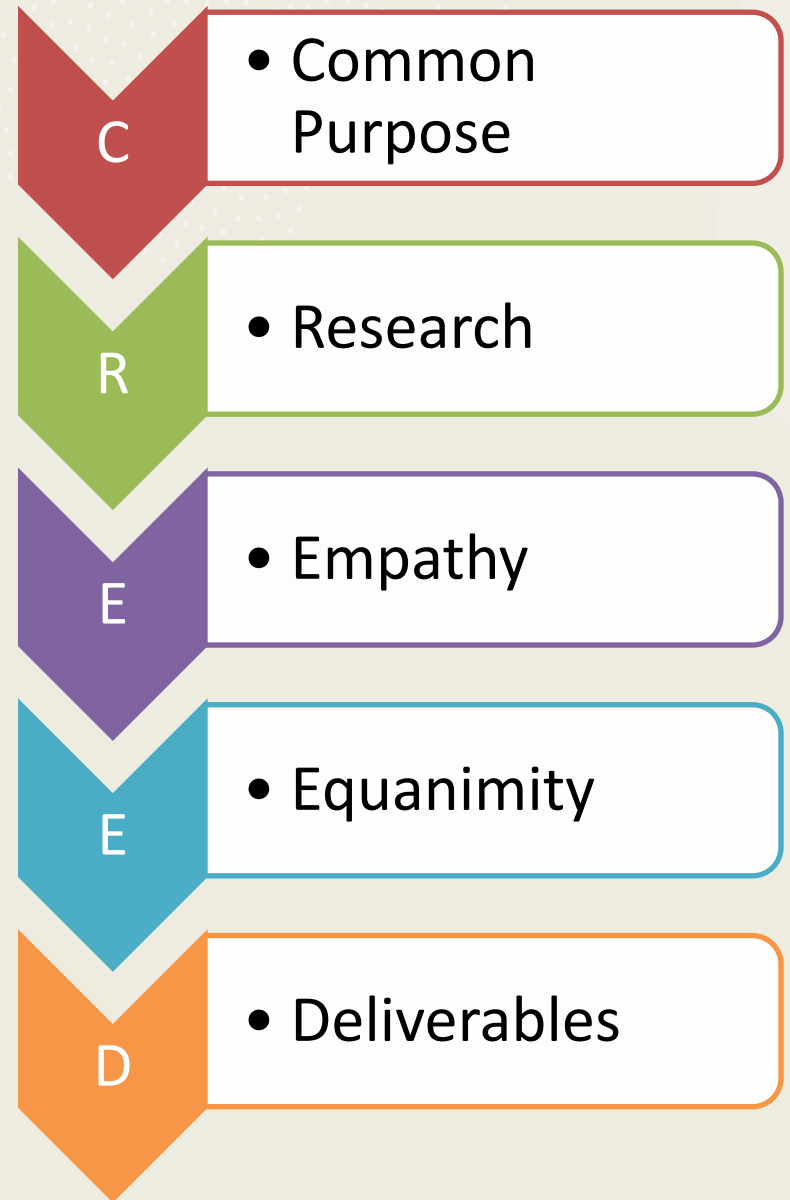 C
• Common
Purpose
R
• Research
E
• Empathy
E
• Equanimity
D
• Deliverables